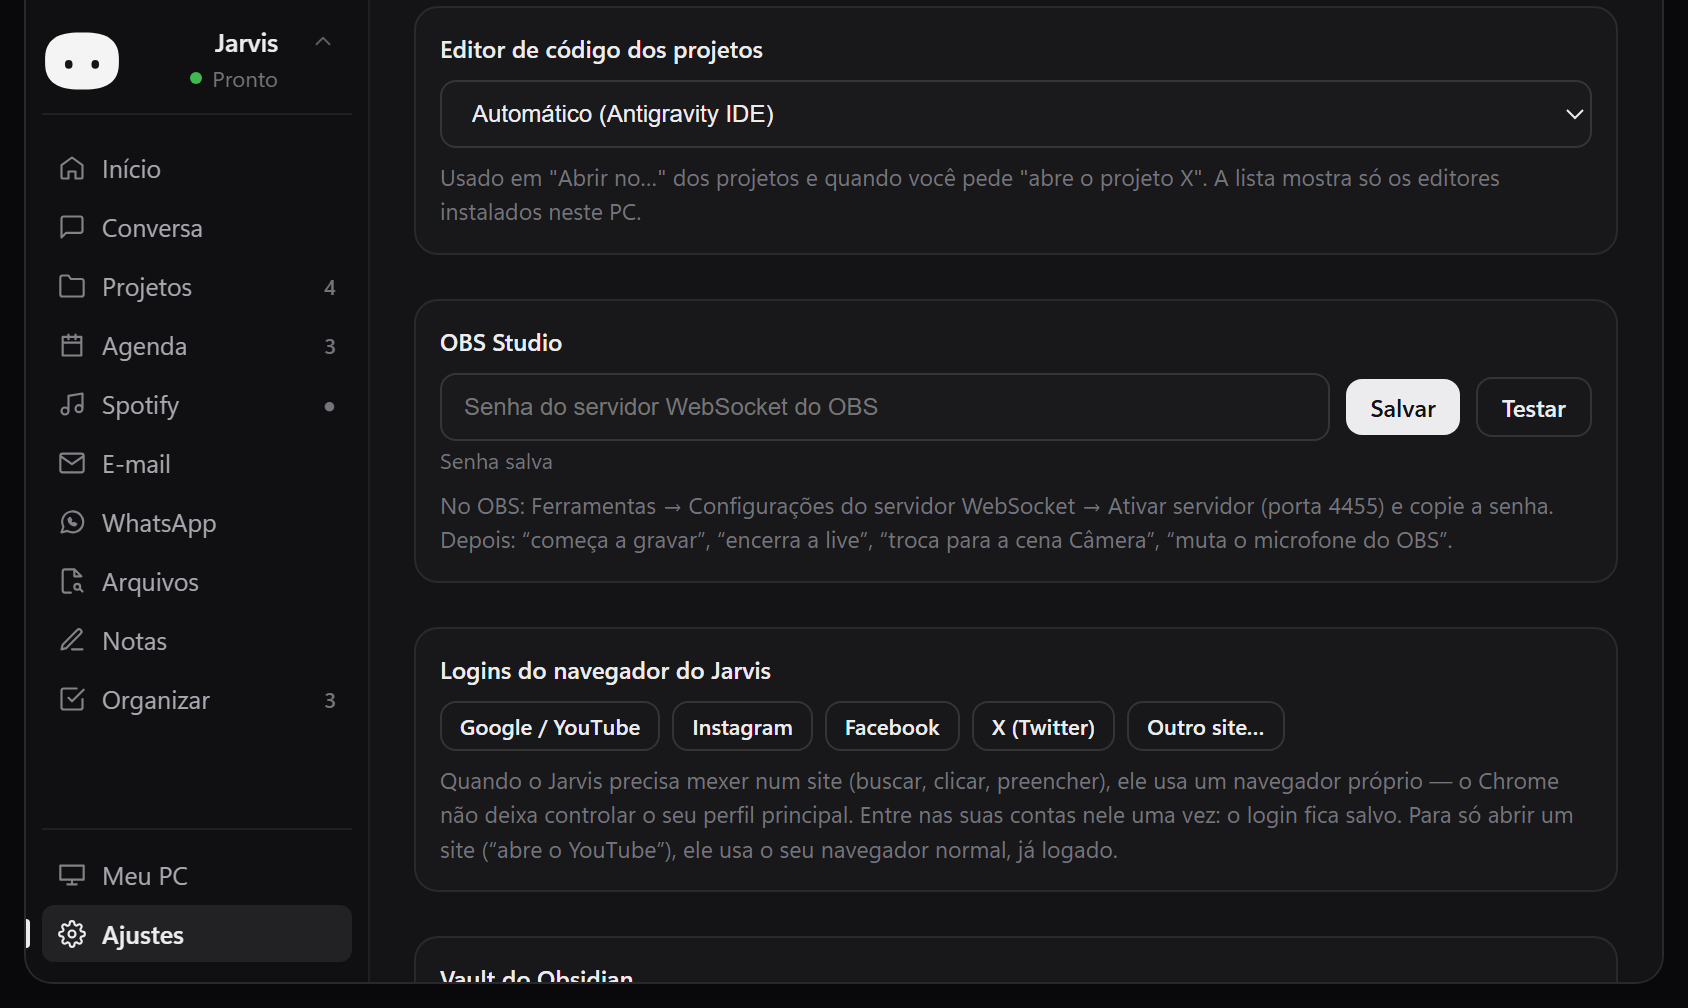 Jarvis
Pronto
Início
Conversa
Projetos 4
Agenda 3
Spotify
E-mail
WhatsApp
Arquivos
Notas
Organizar 3
Meu PC
Ajustes
Editor de código dos projetos
Automático (Antigravity IDE)
Usado em "Abrir no..." dos projetos e quando você pede "abre o projeto X". A lista mostra só os editores
instalados neste PC.
OBS Studio
Senha do servidor WebSocket do OBS
Salvar
Testar
Senha salva
No OBS: Ferramentas → Configurações do servidor WebSocket → Ativar servidor (porta 4455) e copie a senha.
Depois: “começa a gravar”, “encerra a live”, “troca para a cena Câmera”, “muta o microfone do OBS”.
Logins do navegador do Jarvis
Google / YouTube
Instagram
Facebook
X (Twitter)
Outro site...
Quando o Jarvis precisa mexer num site (buscar, clicar, preencher), ele usa um navegador próprio — o Chrome
não deixa controlar o seu perfil principal. Entre nas suas contas nele uma vez: o login fica salvo. Para só abrir um
site (“abre o YouTube”), ele usa o seu navegador normal, já logado.
Vault do Obsidian